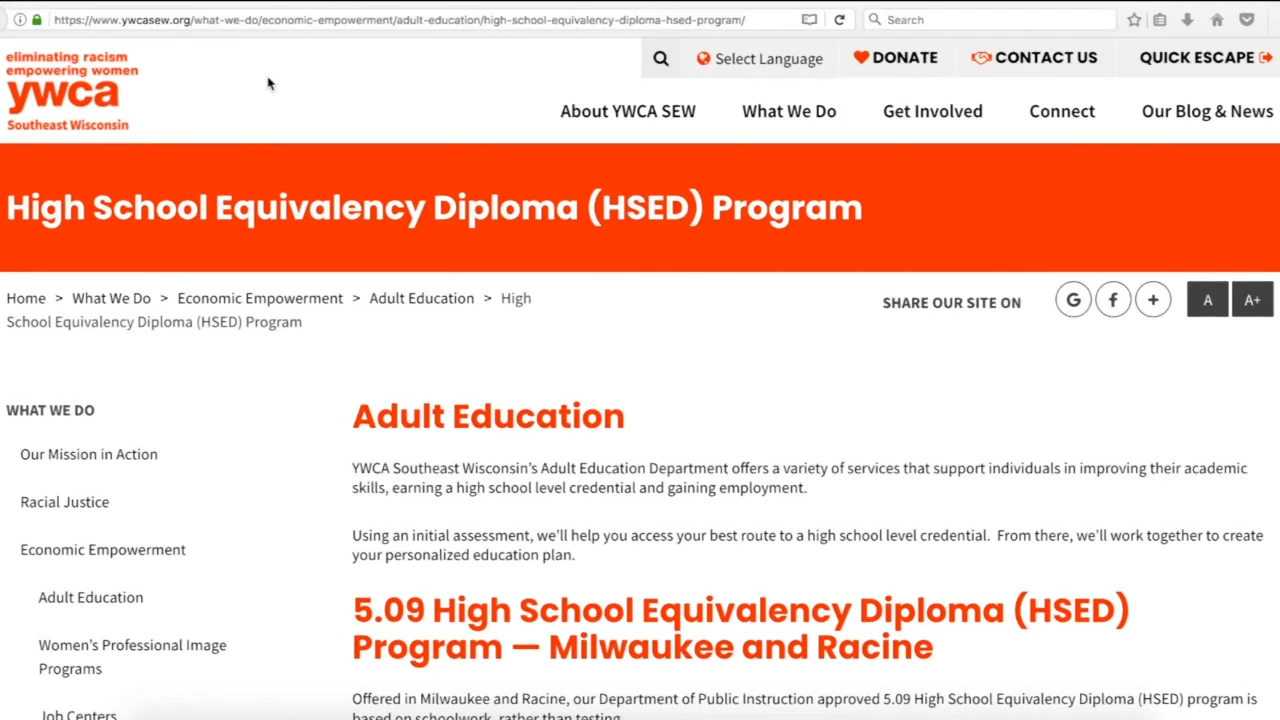 https://www.ywcasew.org/what-we-do/economic-empowerment/adult-education/high-school-equivalency-diploma-hsed-program/
Search
eliminating racism
empowering women
ywca
Southeast Wisconsin
Select Language
DONATE
CONTACT US
QUICK ESCAPE
About YWCA SEW
What We Do
Get Involved
Connect
Our Blog & News
High School Equivalency Diploma (HSED) Program
Home > What We Do > Economic Empowerment > Adult Education > High
School Equivalency Diploma (HSED) Program
SHARE OUR SITE ON
G
f
+
A
A+
WHAT WE DO
Our Mission in Action
Racial Justice
Economic Empowerment
Adult Education
Women's Professional Image
Programs
Job Centers
Adult Education
YWCA Southeast Wisconsin's Adult Education Department offers a variety of services that support individuals in improving their academic
skills, earning a high school level credential and gaining employment.
Using an initial assessment, we'll help you access your best route to a high school level credential. From there, we'll work together to create
your personalized education plan.
5.09 High School Equivalency Diploma (HSED)
Program — Milwaukee and Racine
Offered in Milwaukee and Racine, our Department of Public Instruction approved 5.09 High School Equivalency Diploma (HSED) program is
based on schoolwork, rather than testing.